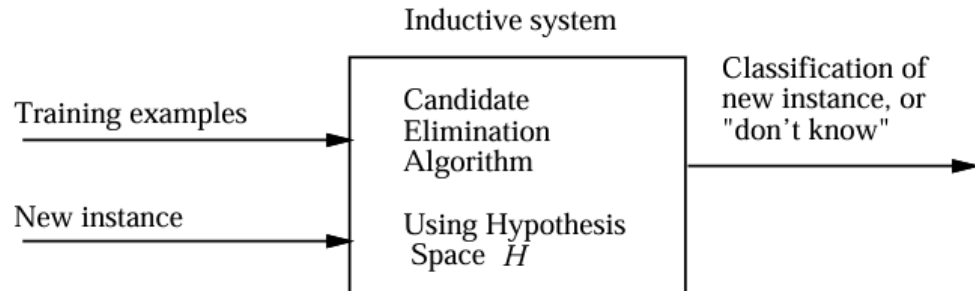 Inductive system
Training examples
New instance
Candidate
Elimination
Algorithm
Using Hypothesis
Space H
Classification of
new instance, or
"don't know"